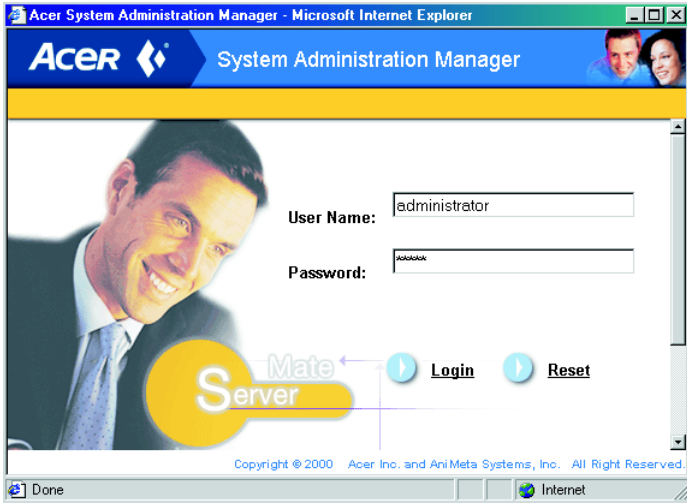 Acer System Administration Manager - Microsoft Internet Explorer
Acer System Administration Manager
User Name: administrator
Password: *****
Mate
Server
Login Reset
Copyright © 2000 Acer Inc. and AniMeta Systems, Inc. All Right Reserved.
Done Internet